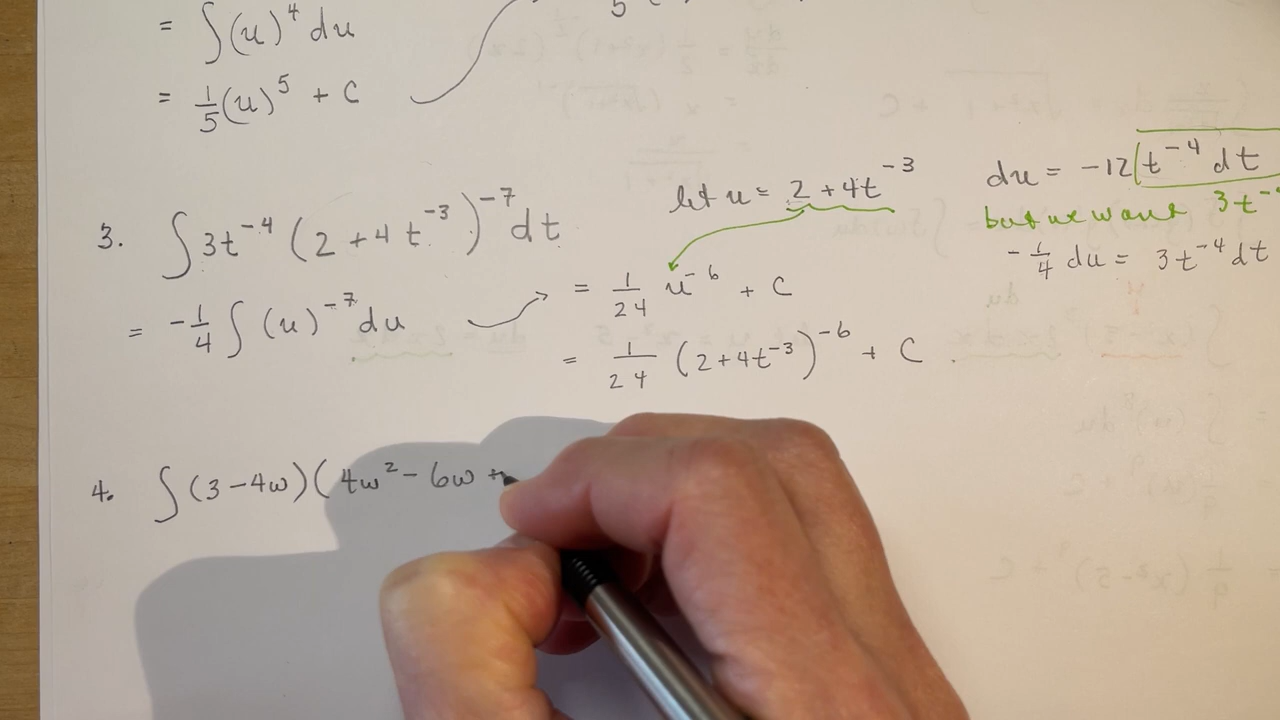 = ∫(u)⁴ du
5
= 1/5 (u)⁵ + C
3. ∫ 3t⁻⁴ (2 + 4t⁻³)⁻⁷ dt
let u = 2 + 4t⁻³
du = -12 t⁻⁴ dt
but we want 3t⁻
-1/4 du = 3t⁻⁴ dt
= -1/4 ∫ (u)⁻⁷ du
= 1/24 u⁻⁶ + C
= 1/24 (2+4t⁻³)⁻⁶ + C
4. ∫ (3-4w)(4w² - 6w +